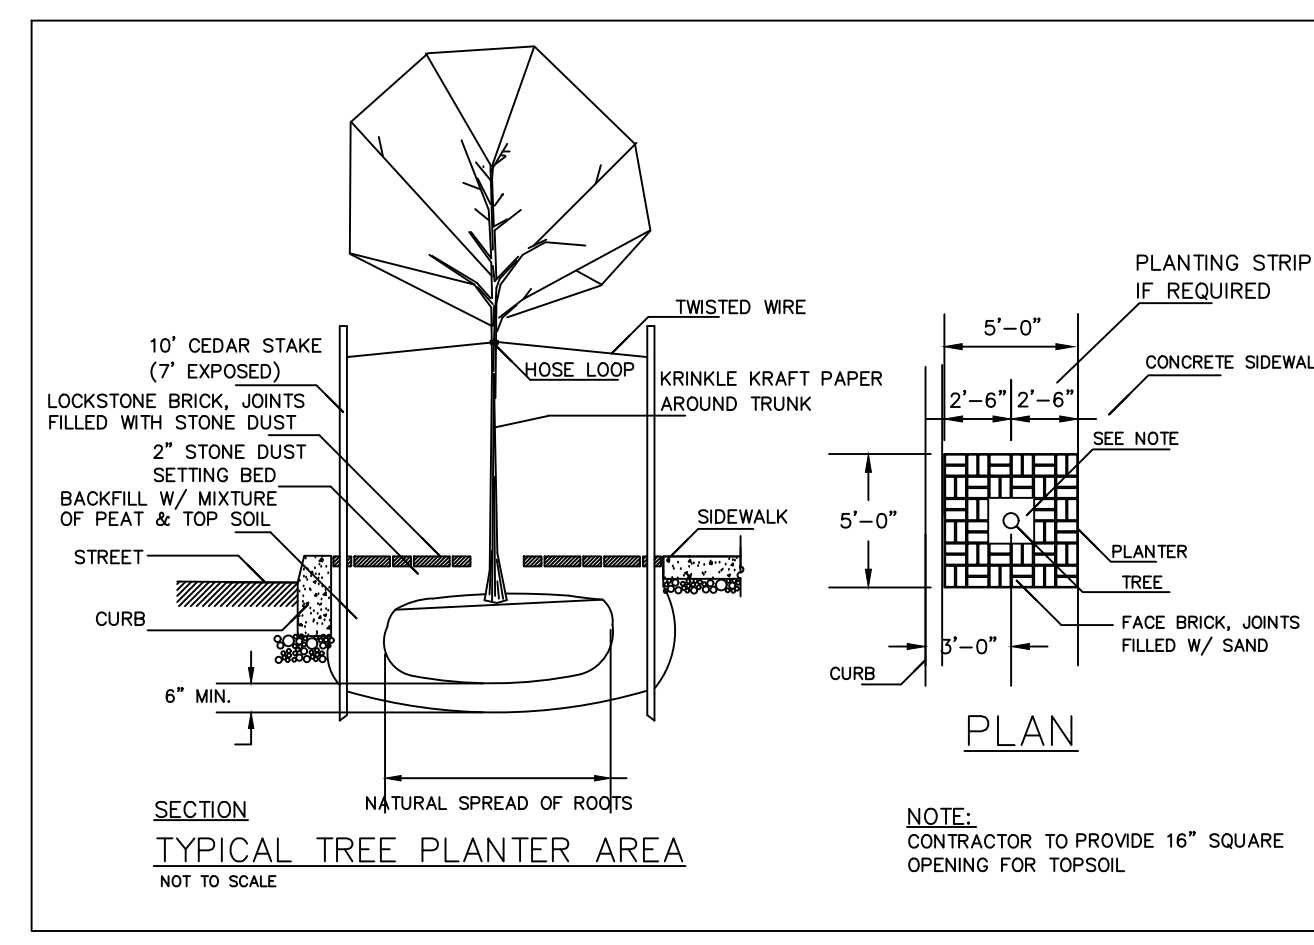 TWISTED WIRE
10' CEDAR STAKE
(7' EXPOSED)
HOSE LOOP
KRINKLE KRAFT PAPER
AROUND TRUNK
LOCKSTONE BRICK, JOINTS
FILLED WITH STONE DUST
2" STONE DUST
SETTING BED
BACKFILL W/ MIXTURE
OF PEAT & TOP SOIL
SIDEWALK
STREET
CURB
6" MIN.
NATURAL SPREAD OF ROOTS
SECTION
TYPICAL TREE PLANTER AREA
NOT TO SCALE
PLANTING STRIP
IF REQUIRED
5'-0"
CONCRETE SIDEWAL
2'-6"
2'-6"
SEE NOTE
5'-0"
PLANTER
TREE
FACE BRICK, JOINTS
FILLED W/ SAND
3'-0"
CURB
PLAN
NOTE:
CONTRACTOR TO PROVIDE 16" SQUARE
OPENING FOR TOPSOIL